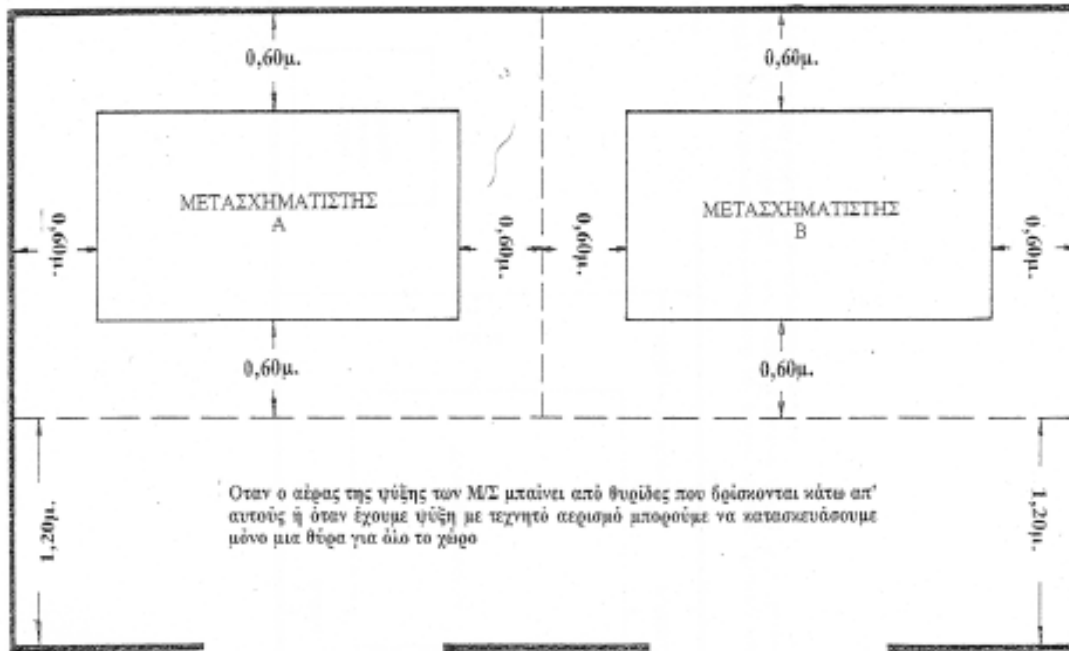 0,60μ.
0,60μ.
ΜΕΤΑΣΧΗΜΑΤΙΣΤΗΣ
Α
ΜΕΤΑΣΧΗΜΑΤΙΣΤΗΣ
Β
0,60μ.
0,60μ.
0,60μ.
0,60μ.
0,60μ.
0,60μ.
Οταν ο αέρας της ψύξης των Μ/Σ μπαίνει από θυρίδες που βρίσκονται κάτω απ'
αυτούς ή όταν έχουμε ψύξη με τεχνητό αερισμό μπορούμε να κατασκευάσουμε
μόνο μια θύρα για όλο το χώρο
1,20μ.
1,20μ.